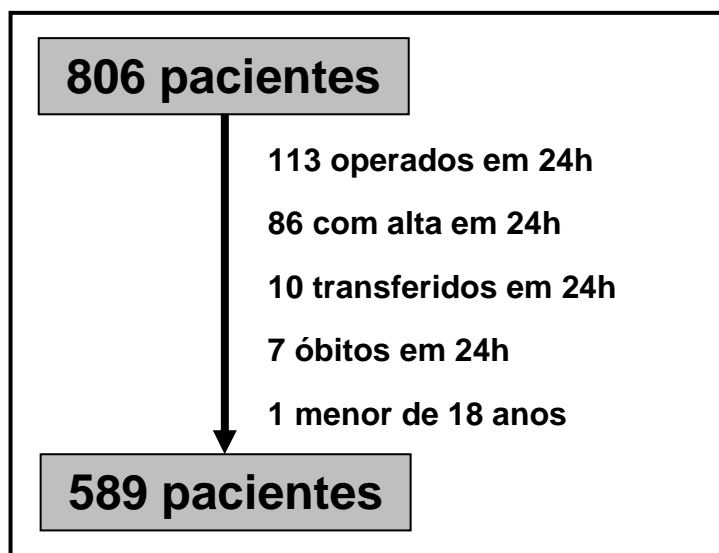 806 pacientes
113 operados em 24h
86 com alta em 24h
10 transferidos em 24h
7 óbitos em 24h
1 menor de 18 anos
589 pacientes